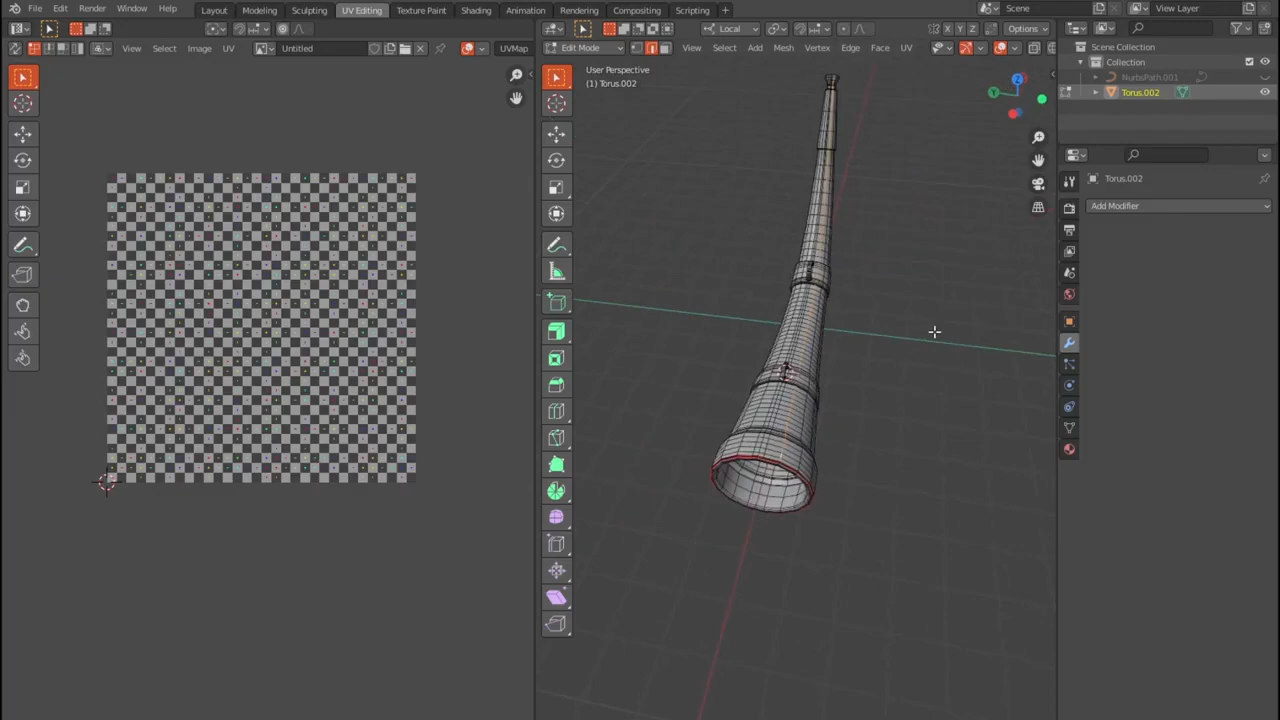 File Edit Render Window Help
Layout Modeling Sculpting UV Editing Texture Paint Shading Animation Rendering Compositing Scripting +
Scene
View Layer
Local
Options
X Y Z
View Select Image UV
Untitled
UVMap
Edit Mode
View Select Add Mesh Vertex Edge Face UV
User Perspective
(1) Torus.002
Z
Y
Scene Collection
Collection
NurbsPath.001
Torus.002
Torus.002
Add Modifier